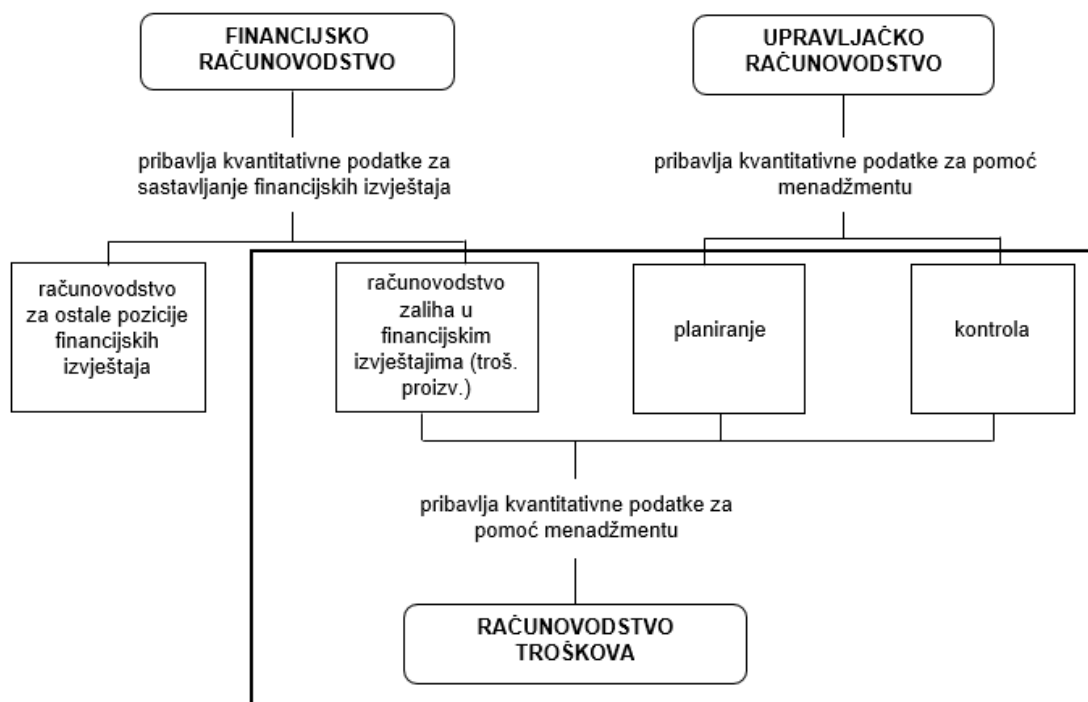 FINANCIJSKO
RAČUNOVODSTVO
UPRAVLJAČKO
RAČUNOVODSTVO
pribavlja kvantitativne podatke za
sastavljanje financijskih izvještaja
pribavlja kvantitativne podatke za pomoć
menadžmentu
računovodstvo
za ostale pozicije
financijskih
izvještaja
računovodstvo
zaliha u
financijskim
izvještajima (troš.
proizv.)
planiranje
kontrola
pribavlja kvantitativne podatke za
pomoć menadžmentu
RAČUNOVODSTVO
TROŠKOVA